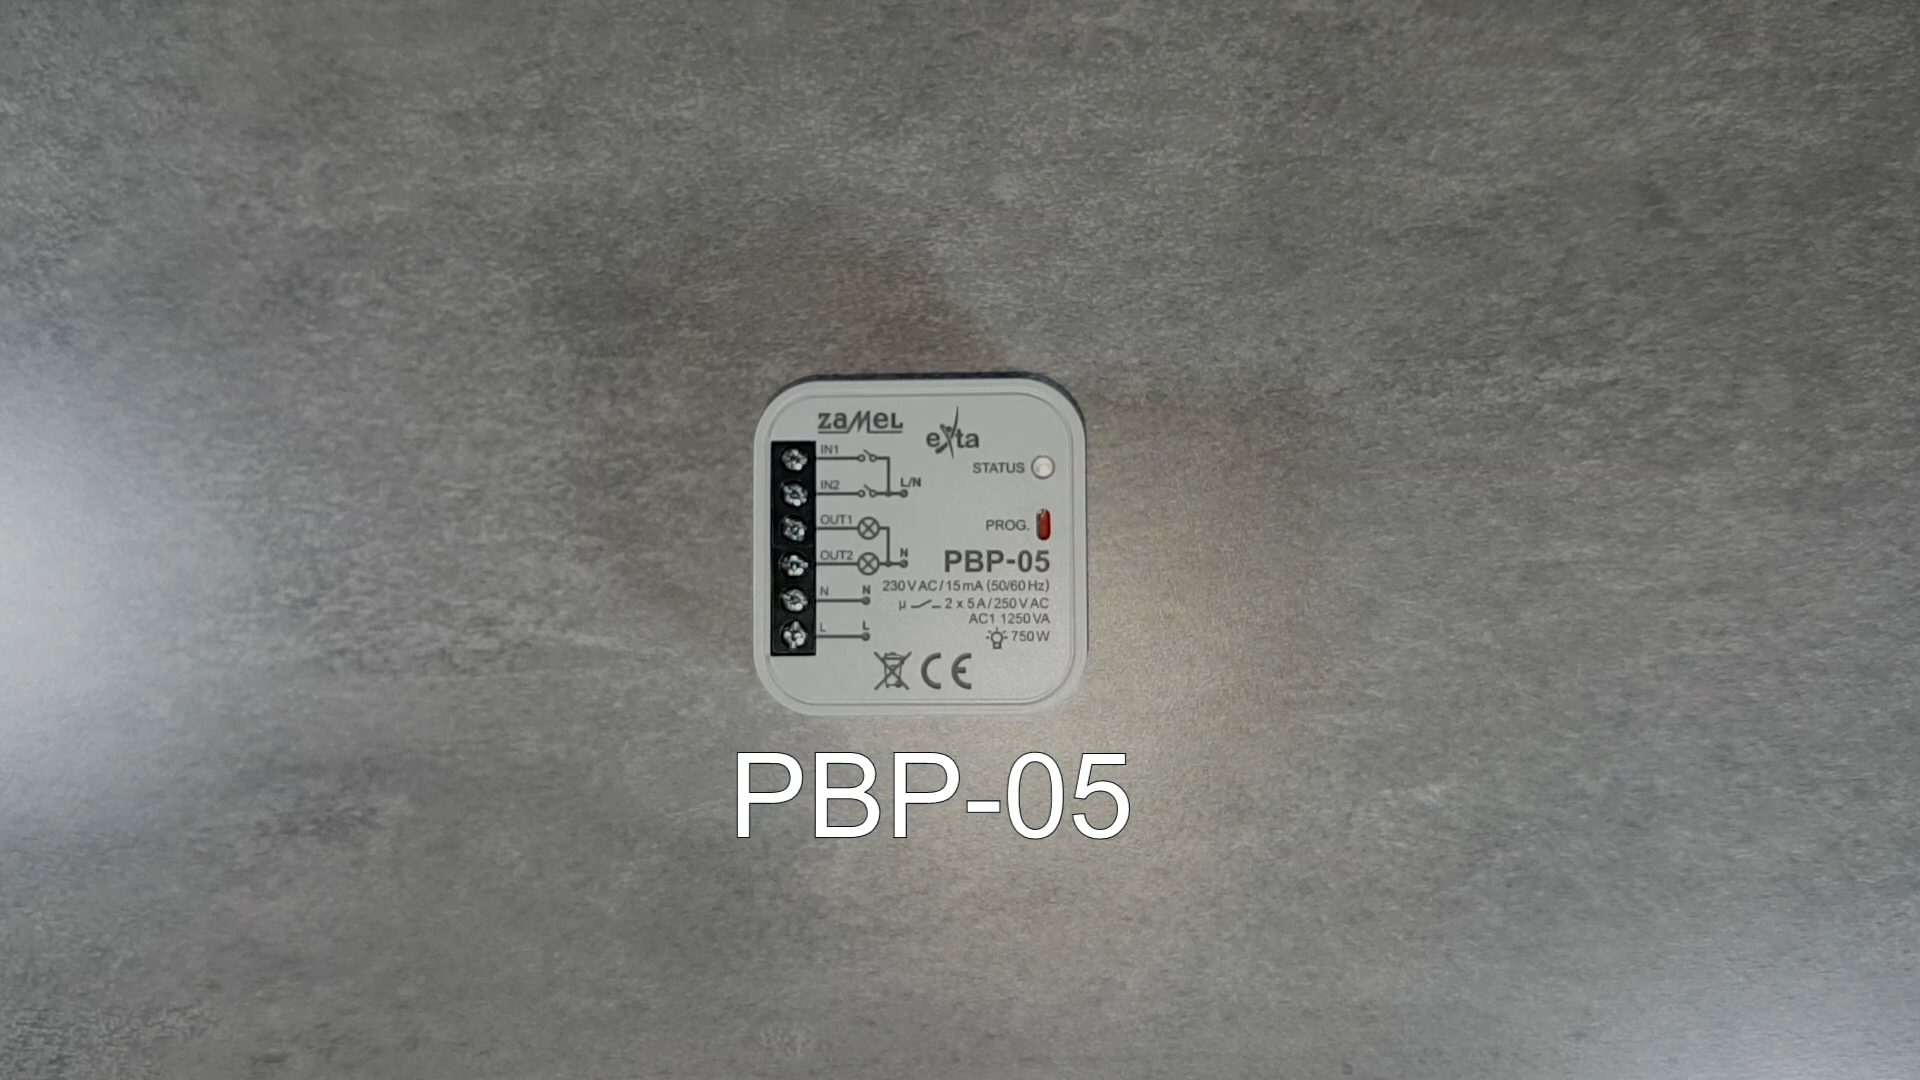 zaMeL
exta
IN1
STATUS
IN2
L/N
OUT1
PROG.
OUT2
N
PBP-05
230 V AC / 15 mA (50/60 Hz)
N
N
µ 2 x 5 A / 250 V AC
AC1 1250 VA
L
L
750 W
CE
PBP-05